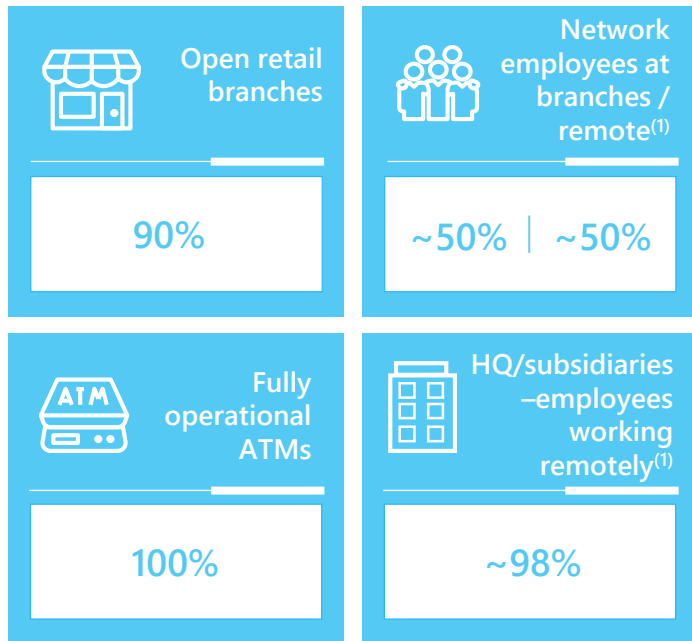 Open retail
branches
90%
Network
employees at
branches /
remote(1)
~50% | ~50%
ATM
Fully
operational
ATMs
100%
HQ/subsidiaries
–employees
working
remotely(1)
~98%